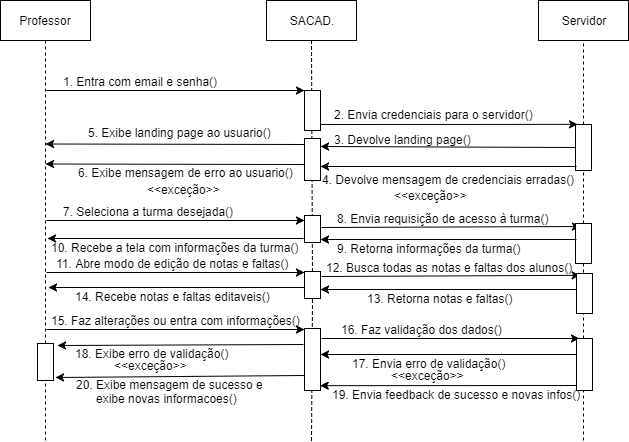 Professor
SACAD.
Servidor
1. Entra com email e senha()
2. Envia credenciais para o servidor()
5. Exibe landing page ao usuario()
3. Devolve landing page()
6. Exibe mensagem de erro ao usuario()
<<exceção>>
4. Devolve mensagem de credenciais erradas()
<<exceção>>
7. Seleciona a turma desejada()
8. Envia requisição de acesso à turma()
10. Recebe a tela com informações da turma()
9. Retorna informações da turma()
11. Abre modo de edição de notas e faltas()
12. Busca todas as notas e faltas dos alunos()
14. Recebe notas e faltas editaveis()
13. Retorna notas e faltas()
15. Faz alterações ou entra com informações()
16. Faz validação dos dados()
18. Exibe erro de validação()
<<exceção>>
17. Envia erro de validação()
<<exceção>>
20. Exibe mensagem de sucesso e
exibe novas informacoes()
19. Envia feedback de sucesso e novas infos()